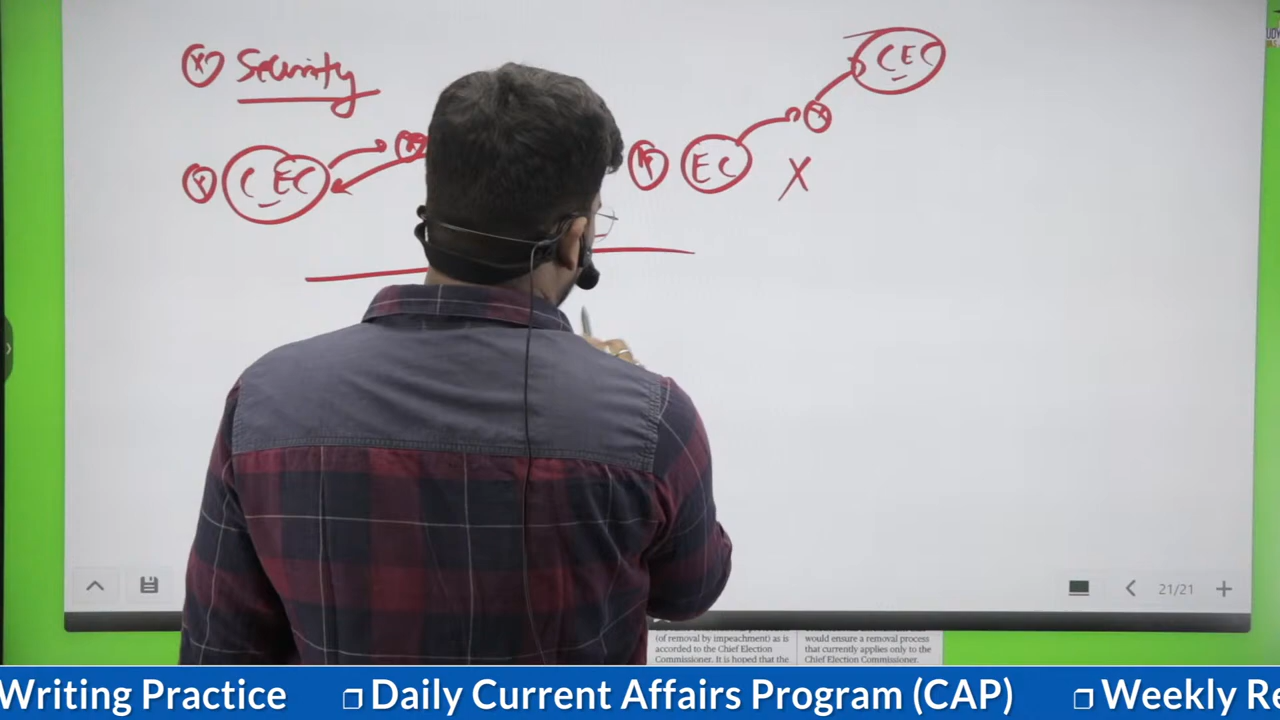 Security
CEC
EC
X
CEC
21/21
(of removal by impeachment) as is
accorded to the Chief Election
Commissioner. It is hoped that the
would ensure a removal process
that currently applies only to the
Chief Election Commissioner.
Writing Practice ❐ Daily Current Affairs Program (CAP) ❐ Weekly Re